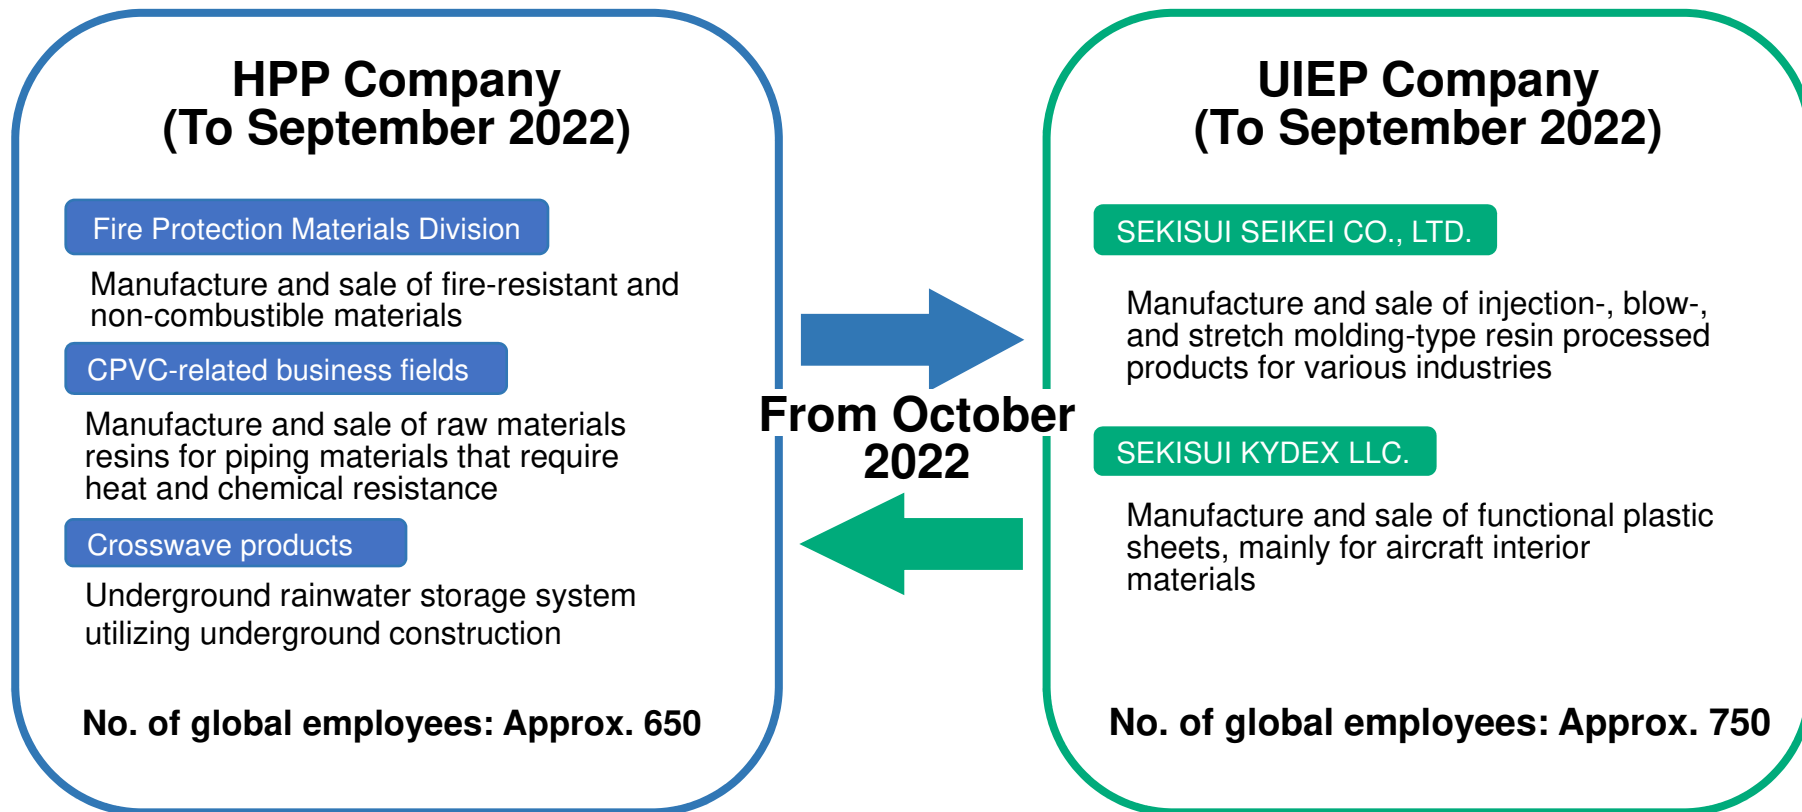 HPP Company
(To September 2022)
Fire Protection Materials Division
Manufacture and sale of fire-resistant and
non-combustible materials
CPVC-related business fields
Manufacture and sale of raw materials
resins for piping materials that require
heat and chemical resistance
Crosswave products
Underground rainwater storage system
utilizing underground construction
No. of global employees: Approx. 650
From October
2022
UIEP Company
(To September 2022)
SEKISUI SEIKEI CO., LTD.
Manufacture and sale of injection-, blow-,
and stretch molding-type resin processed
products for various industries
SEKISUI KYDEX LLC.
Manufacture and sale of functional plastic
sheets, mainly for aircraft interior
materials
No. of global employees: Approx. 750